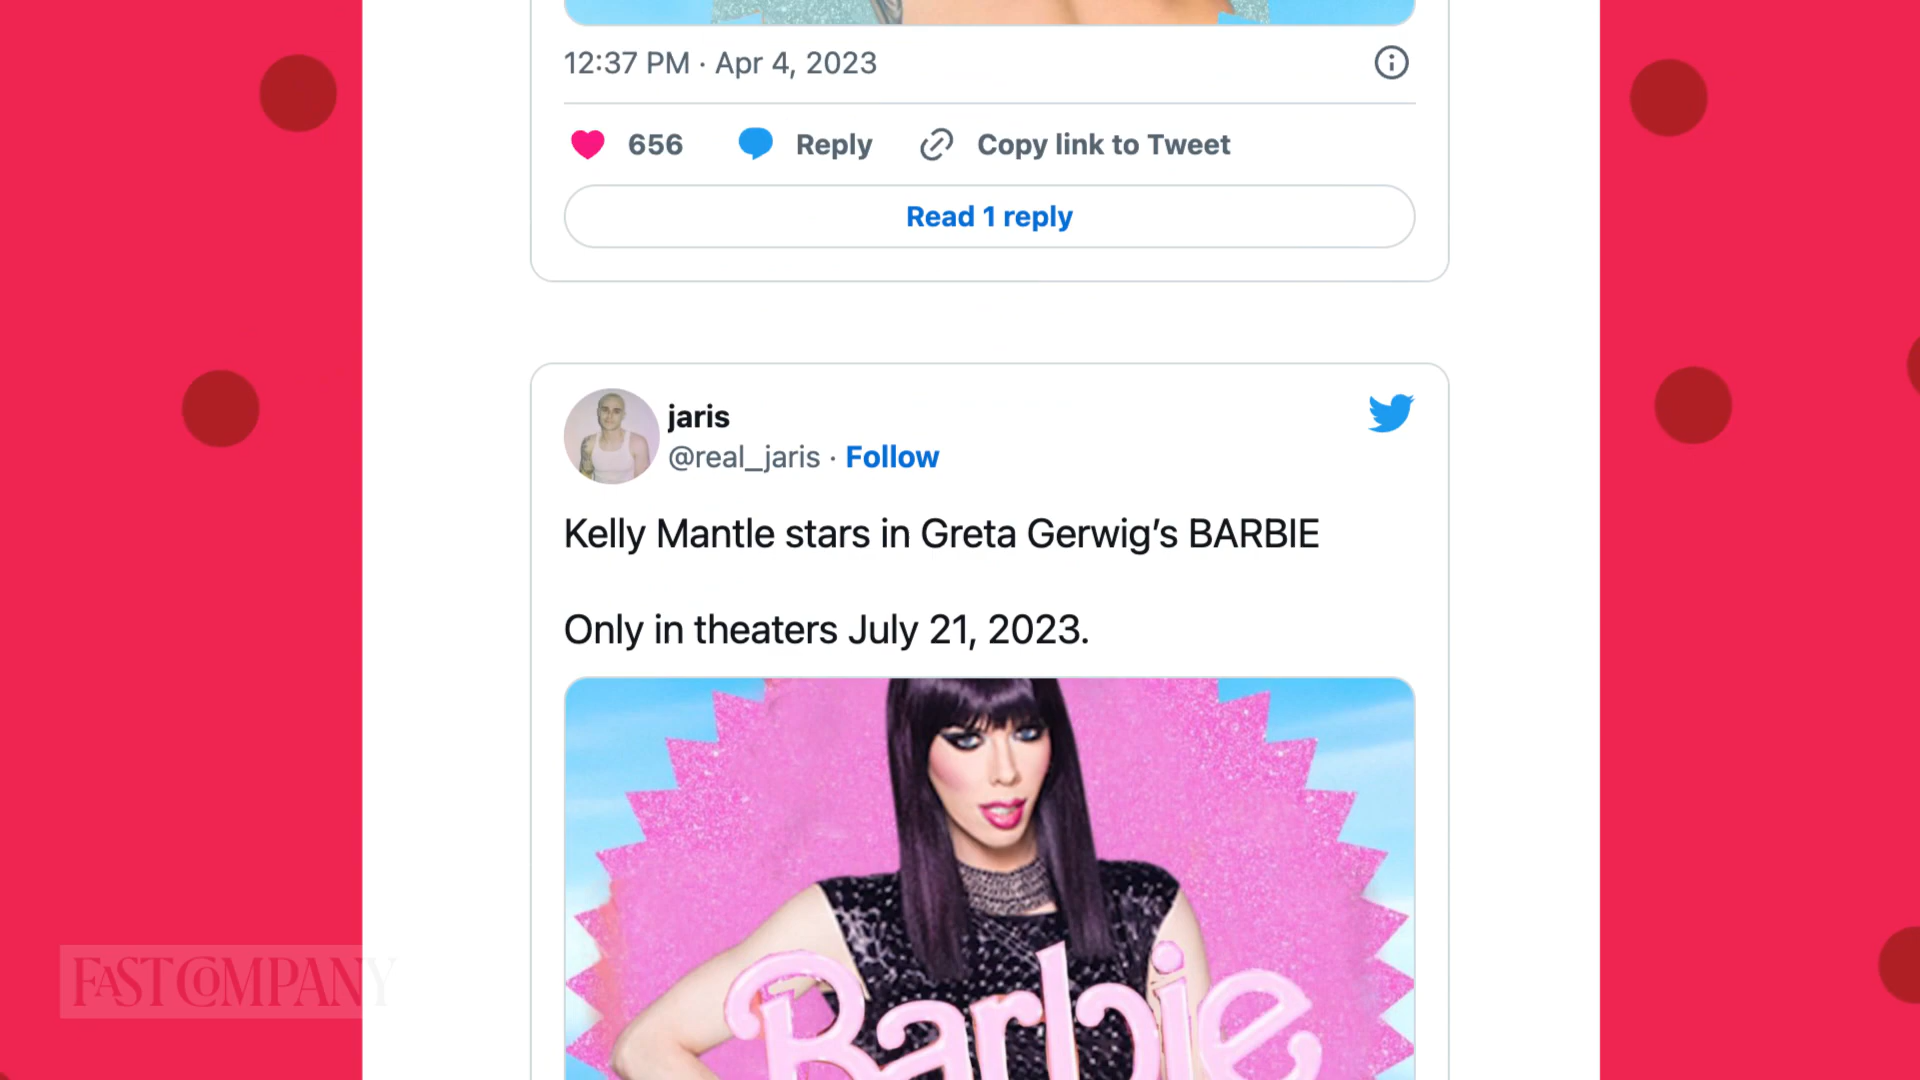 12:37 PM · Apr 4, 2023
656 Reply Copy link to Tweet
Read 1 reply
jaris
@real_jaris · Follow
Kelly Mantle stars in Greta Gerwig’s BARBIE
Only in theaters July 21, 2023.
Barbie
FAST COMPANY